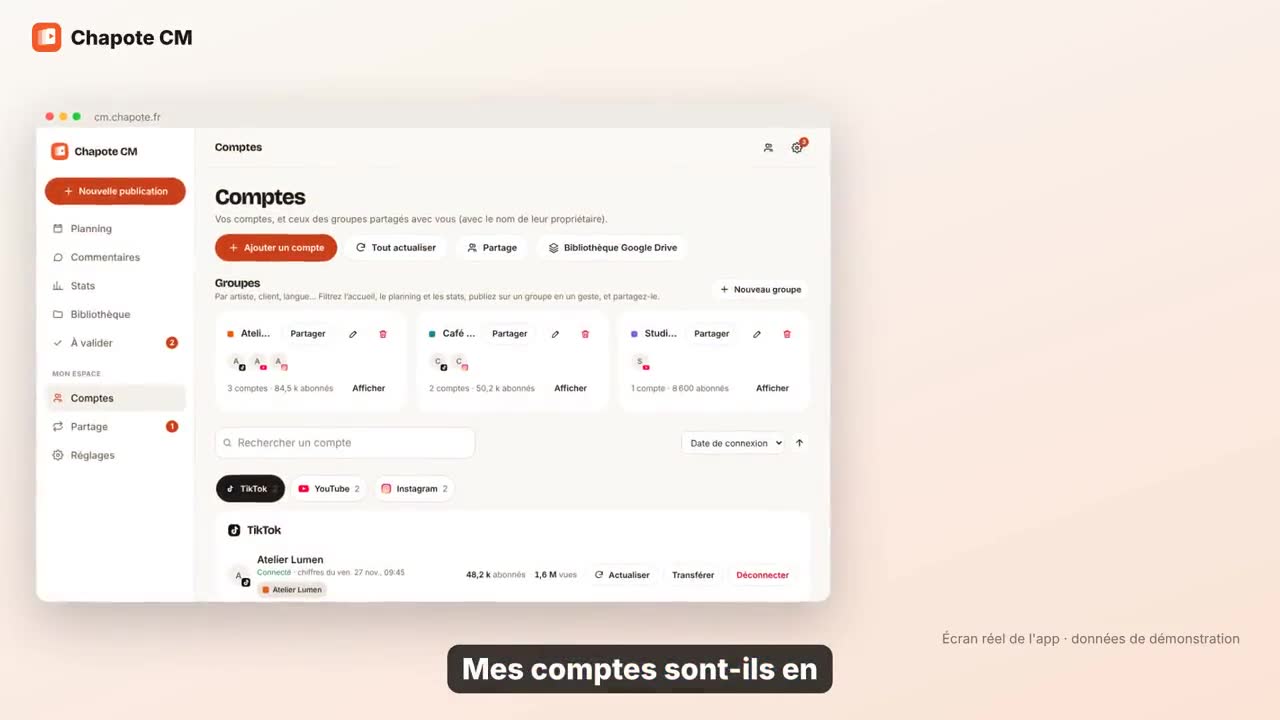 Chapote CM
cm.chapote.fr
Chapote CM
Comptes
3
Nouvelle publication
Planning
Commentaires
Stats
Bibliothèque
À valider 2
MON ESPACE
Comptes
Partage 1
Réglages
Comptes
Vos comptes, et ceux des groupes partagés avec vous (avec le nom de leur propriétaire).
Ajouter un compte Tout actualiser Partage Bibliothèque Google Drive
Groupes
Par artiste, client, langue... Filtrez l'accueil, le planning et les stats, publiez sur un groupe en un geste, et partagez-le.
Nouveau groupe
Ateli... Partager
A A A
3 comptes · 84,5 k abonnés Afficher
Café ... Partager
C C
2 comptes · 50,2 k abonnés Afficher
Studi... Partager
S
1 compte · 8 600 abonnés Afficher
Rechercher un compte
Date de connexion
TikTok 2 YouTube 2 Instagram 2
TikTok
A
Atelier Lumen
Connecté · chiffres du ven. 27 nov., 09:45
Atelier Lumen
48,2 k abonnés 1,6 M vues Actualiser Transférer Déconnecter
Écran réel de l'app · données de démonstration
Mes comptes sont-ils en